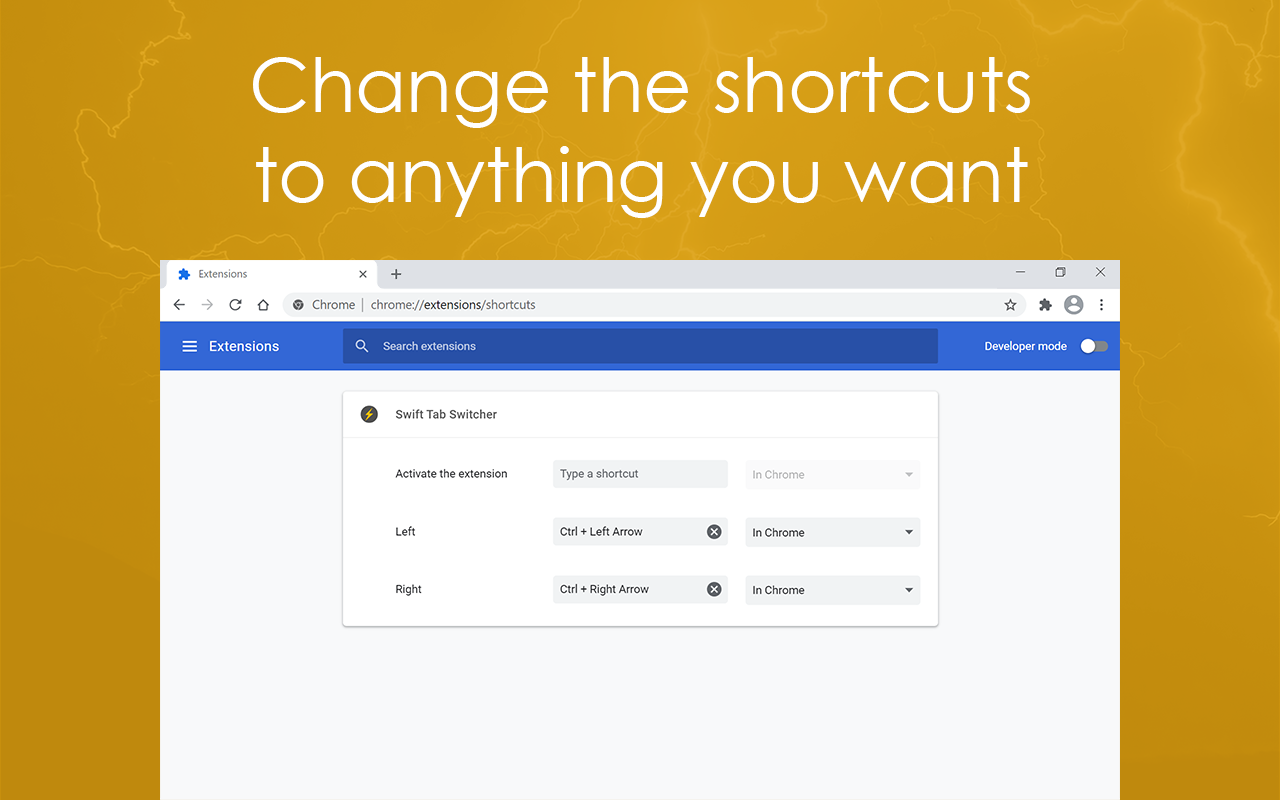 Change the shortcuts
to anything you want
Extensions
Chrome | chrome://extensions/shortcuts
Extensions
Search extensions
Developer mode
Swift Tab Switcher
Activate the extension
Type a shortcut
In Chrome
Left
Ctrl + Left Arrow
In Chrome
Right
Ctrl + Right Arrow
In Chrome